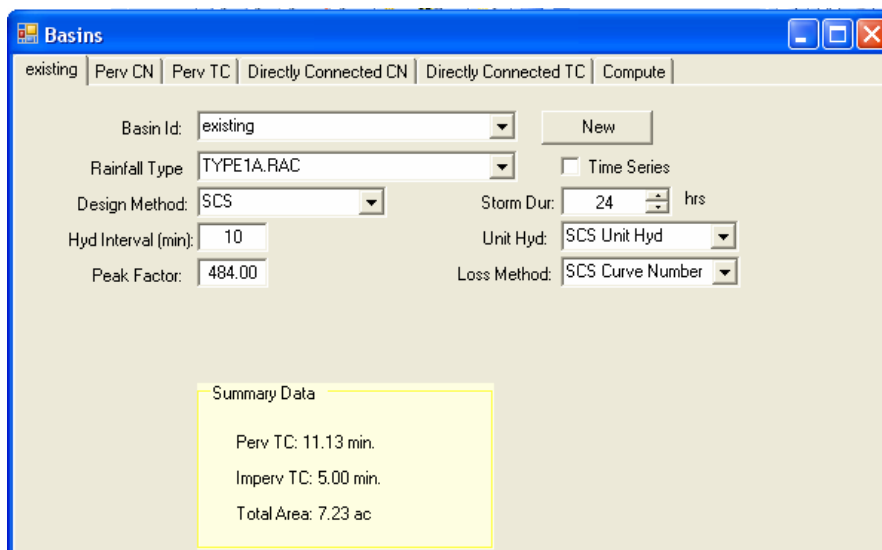 Basins
existing Perv CN Perv TC Directly Connected CN Directly Connected TC Compute
Basin Id: existing New
Rainfall Type TYPE1A.RAC Time Series
Design Method: SCS Storm Dur: 24 hrs
Hyd Interval (min): 10 Unit Hyd: SCS Unit Hyd
Peak Factor: 484.00 Loss Method: SCS Curve Number
Summary Data
Perv TC: 11.13 min.
Imperv TC: 5.00 min.
Total Area: 7.23 ac